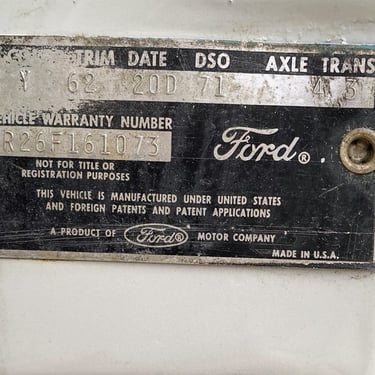 TRIM DATE DSO AXLE TRANS
Y 62 20D 71 4 3
VEHICLE WARRANTY NUMBER
R26F161073
Ford®
NOT FOR TITLE OR
REGISTRATION PURPOSES
THIS VEHICLE IS MANUFACTURED UNDER UNITED STATES
AND FOREIGN PATENTS AND PATENT APPLICATIONS
A PRODUCT OF Ford® MOTOR COMPANY
MADE IN U.S.A.